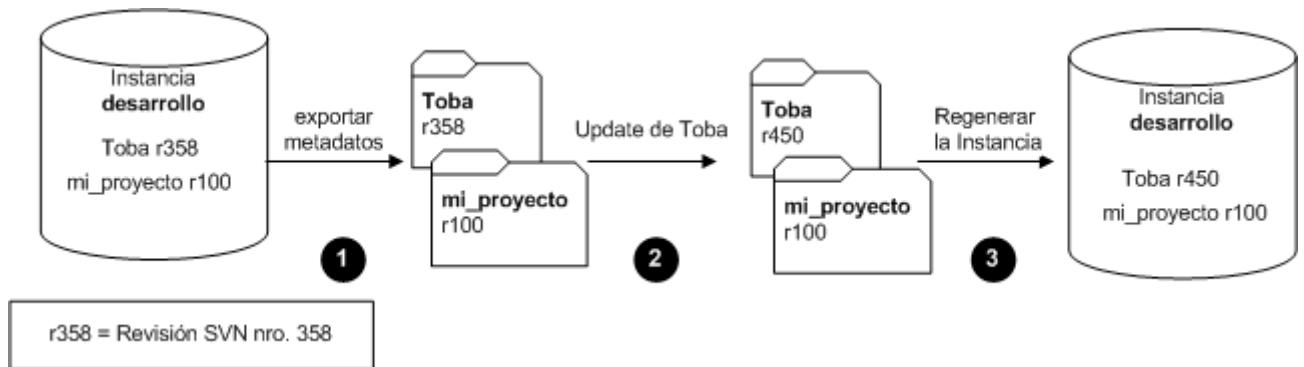 Instancia
desarrollo
Toba r358
mi_proyecto r100
exportar
metadatos
1
Toba
r358
mi_proyecto
r100
Update de Toba
2
Toba
r450
mi_proyecto
r100
Regenerar
la Instancia
3
Instancia
desarrollo
Toba r450
mi_proyecto r100
r358 = Revisión SVN nro. 358